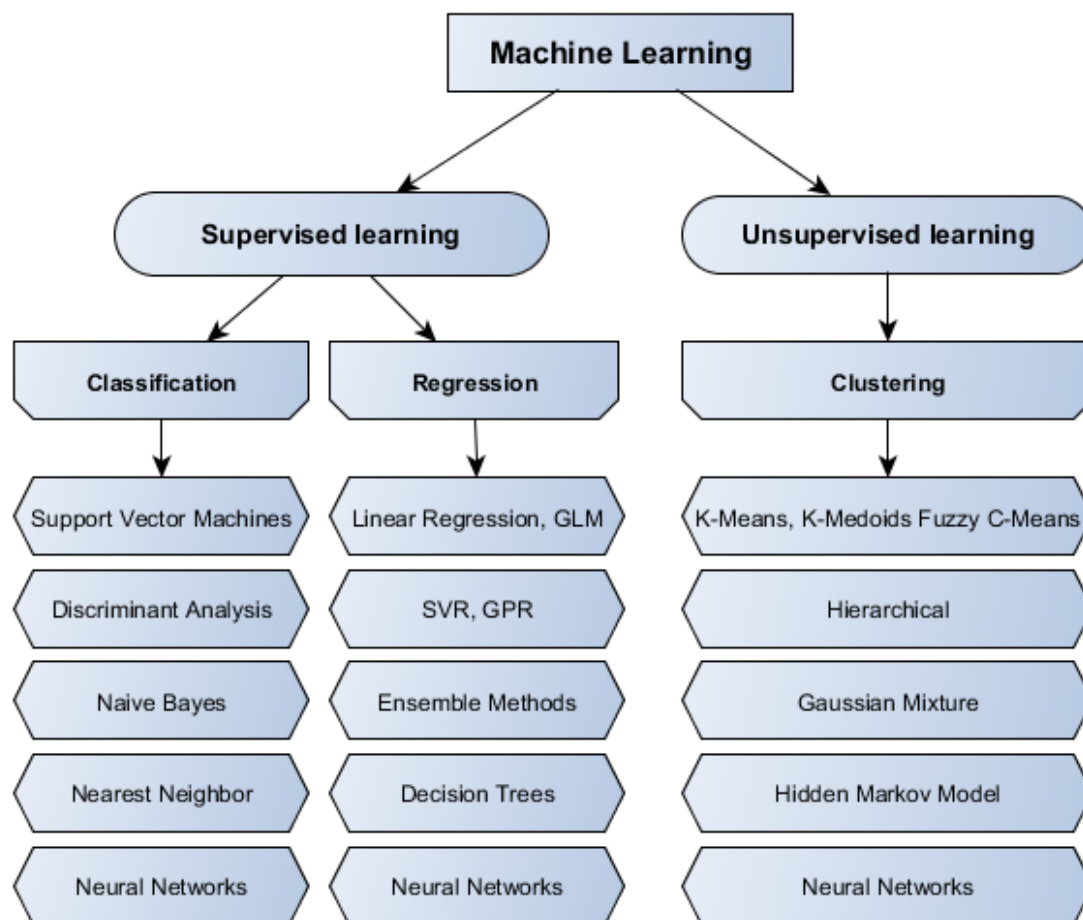 Machine Learning
Supervised learning
Unsupervised learning
Classification
Regression
Clustering
Support Vector Machines
Linear Regression, GLM
K-Means, K-Medoids Fuzzy C-Means
Discriminant Analysis
SVR, GPR
Hierarchical
Naive Bayes
Ensemble Methods
Gaussian Mixture
Nearest Neighbor
Decision Trees
Hidden Markov Model
Neural Networks
Neural Networks
Neural Networks